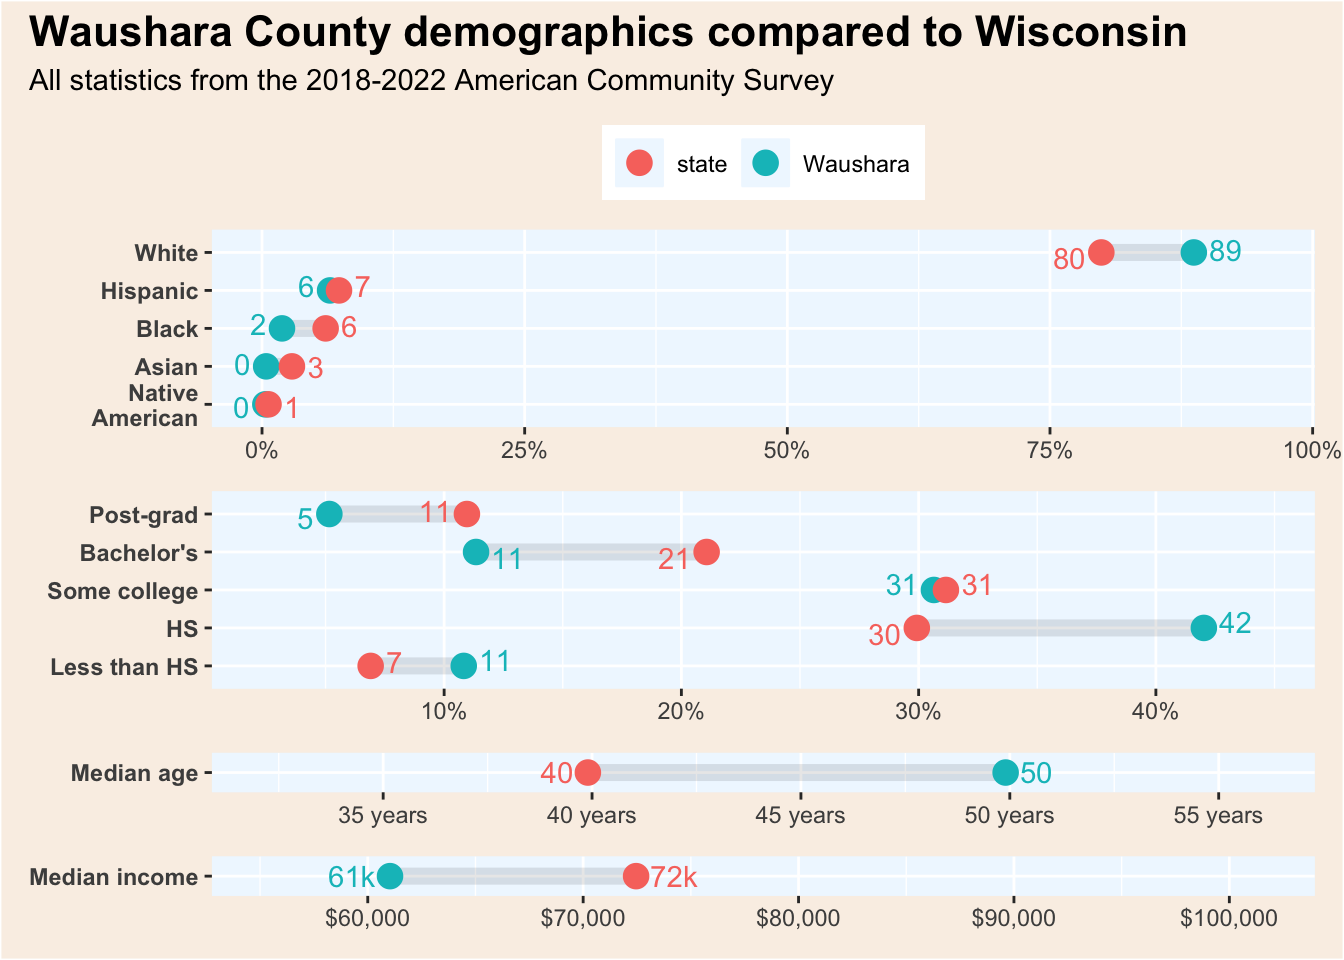 Waushara County demographics compared to Wisconsin
All statistics from the 2018-2022 American Community Survey
state Waushara
White 80 89
Hispanic 6 7
Black 2 6
Asian 0 3
Native
American 0 1
0% 25% 50% 75% 100%
Post-grad 5 11
Bachelor's 11 21
Some college 31 31
HS 30 42
Less than HS 7 11
10% 20% 30% 40%
Median age 40 50
35 years 40 years 45 years 50 years 55 years
Median income 61k 72k
$60,000 $70,000 $80,000 $90,000 $100,000